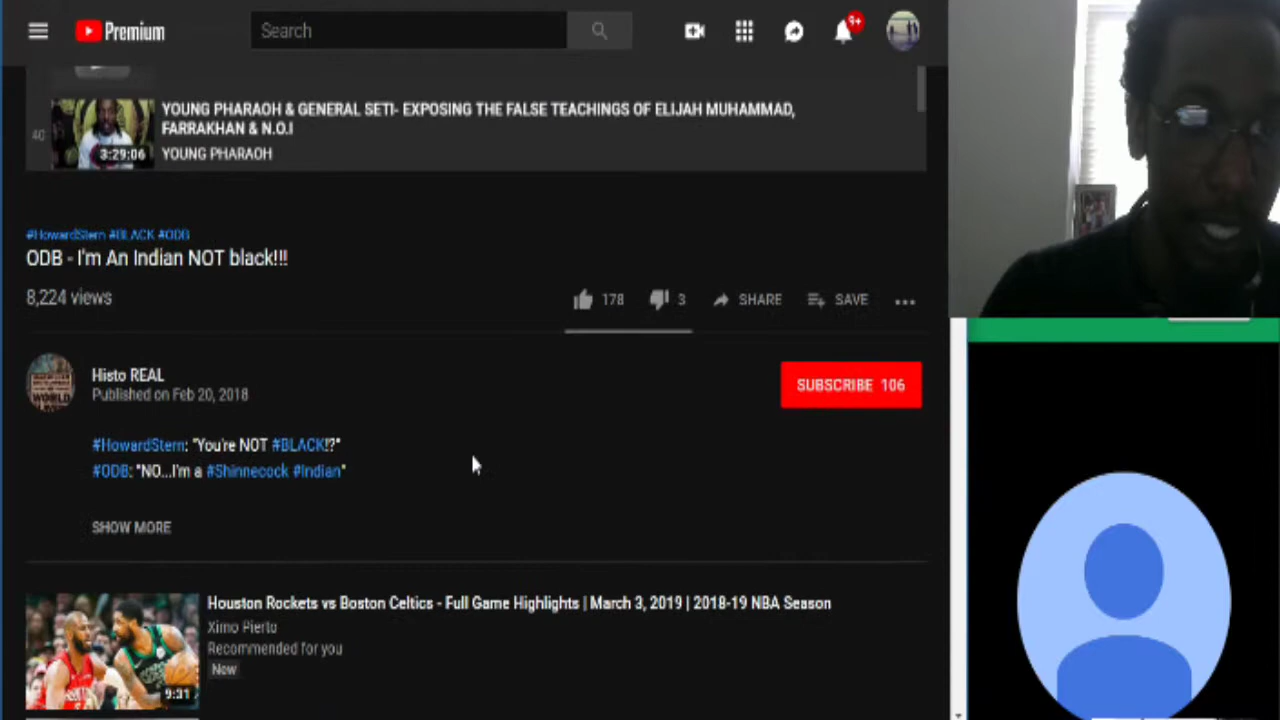 Premium
Search
9+
40
3:29:06
YOUNG PHARAOH & GENERAL SETI- EXPOSING THE FALSE TEACHINGS OF ELIJAH MUHAMMAD,
FARRAKHAN & N.O.I
YOUNG PHARAOH
#HowardStern #BLACK #ODB
ODB - I'm An Indian NOT black!!!
8,224 views
178
3
SHARE
SAVE
Histo REAL
Published on Feb 20, 2018
SUBSCRIBE 106
#HowardStern: "You're NOT #BLACK!?"
#ODB: "NO...I'm a #Shinnecock #Indian"
SHOW MORE
Houston Rockets vs Boston Celtics - Full Game Highlights | March 3, 2019 | 2018-19 NBA Season
Ximo Pierto
Recommended for you
New
9:31